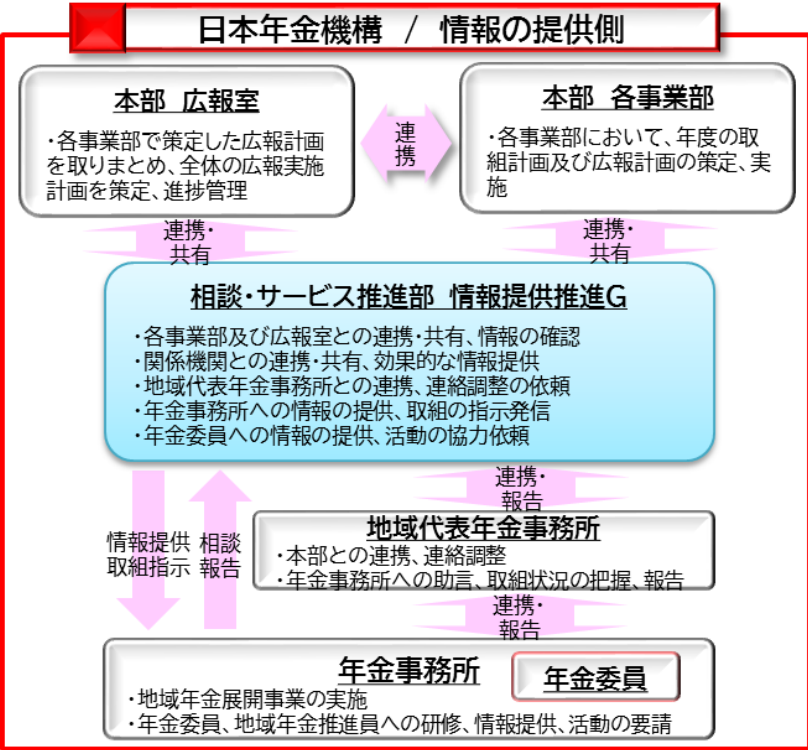 日本年金機構 / 情報の提供側
本部 広報室
・各事業部で策定した広報計画
を取りまとめ、全体の広報実施
計画を策定、進捗管理
連
携
本部 各事業部
・各事業部において、年度の取
組計画及び広報計画の策定、実
施
連携・
共有
連携・
共有
相談・サービス推進部 情報提供推進G
・各事業部及び広報室との連携・共有、情報の確認
・関係機関との連携・共有、効果的な情報提供
・地域代表年金事務所との連携、連絡調整の依頼
・年金事務所への情報の提供、取組の指示発信
・年金委員への情報の提供、活動の協力依頼
情報提供
取組指示
相談
報告
連携・
報告
地域代表年金事務所
・本部との連携、連絡調整
・年金事務所への助言、取組状況の把握、報告
連携・
報告
年金事務所
年金委員
・地域年金展開事業の実施
・年金委員、地域年金推進員への研修、情報提供、活動の要請